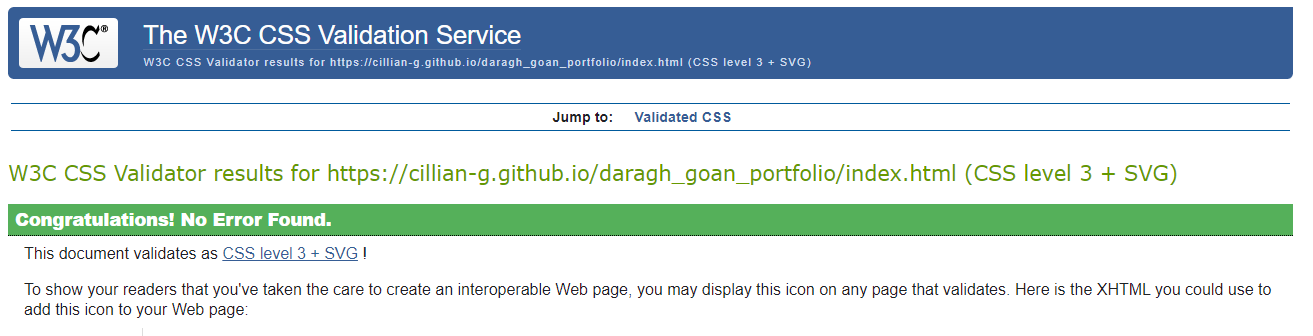 W3C®
The W3C CSS Validation Service
W3C CSS Validator results for https://cillian-g.github.io/daragh_goan_portfolio/index.html (CSS level 3 + SVG)
Jump to: Validated CSS
W3C CSS Validator results for https://cillian-g.github.io/daragh_goan_portfolio/index.html (CSS level 3 + SVG)
Congratulations! No Error Found.
This document validates as CSS level 3 + SVG !
To show your readers that you've taken the care to create an interoperable Web page, you may display this icon on any page that validates. Here is the XHTML you could use to
add this icon to your Web page: